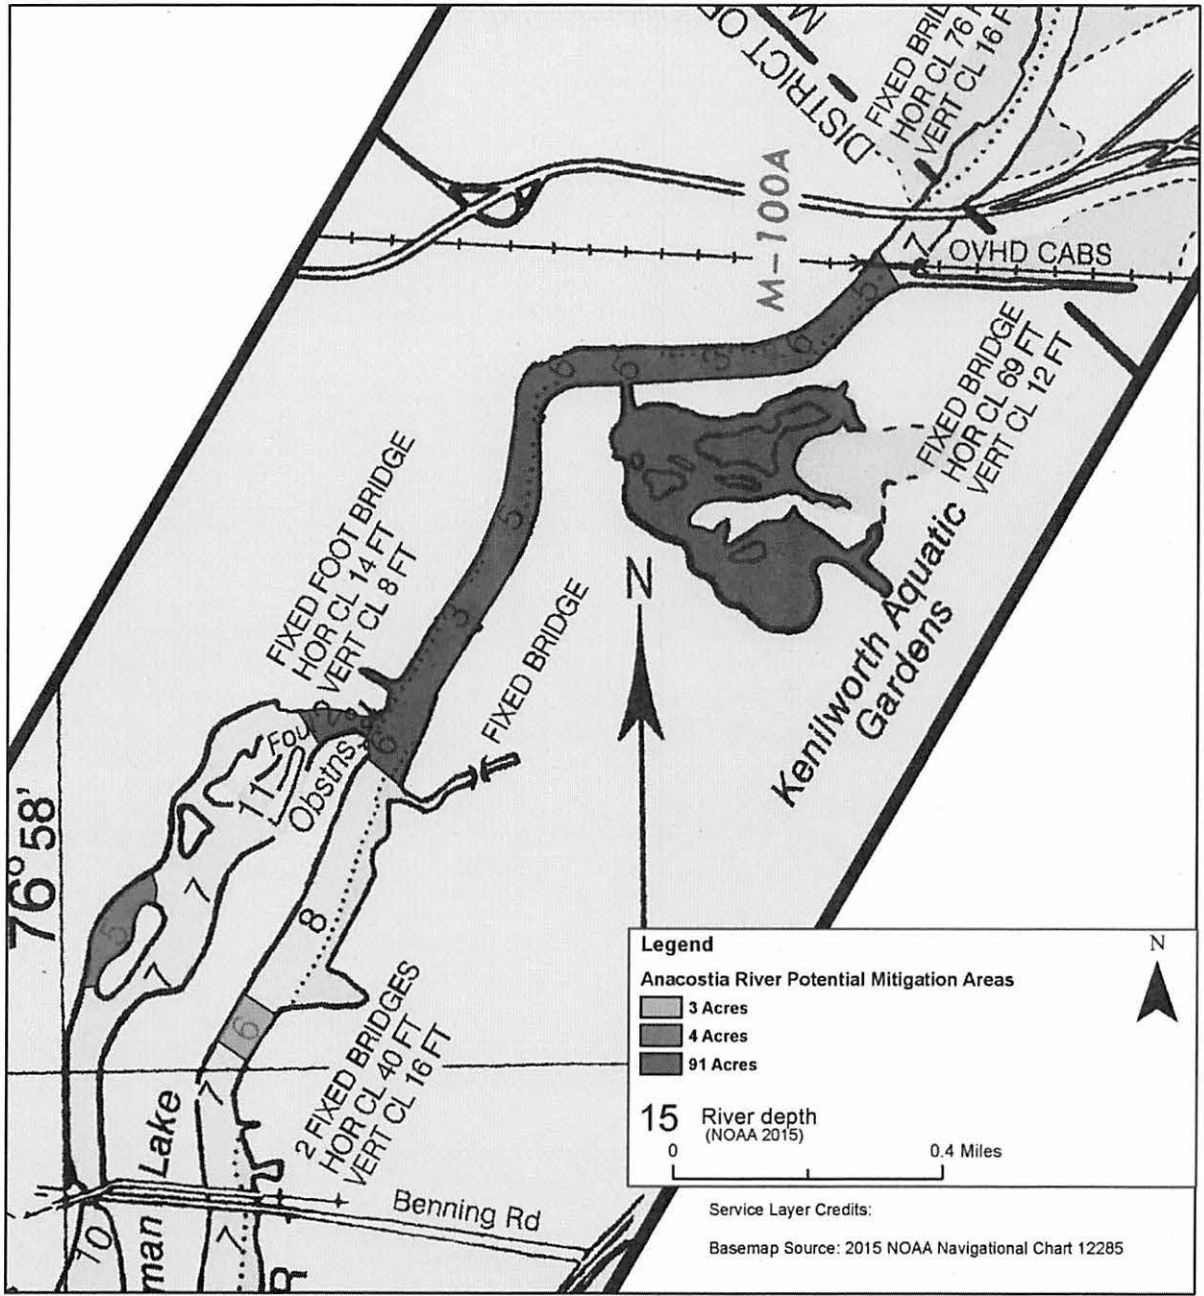 DISTRICT OF
M
FIXED BRID
HOR CL 76 F
VERT CL 16 F
M-100A
7
OVHD CABS
5
6
3
5
6
FIXED BRIDGE
HOR CL 69 FT
VERT CL 12 FT
5
3
FIXED FOOT BRIDGE
HOR CL 14 FT
VERT CL 8 FT
FIXED BRIDGE
N
Kenilworth Aquatic
Gardens
6
Foul
Obstns
11
76° 58'
7
5
7
8
6
2 FIXED BRIDGES
HOR CL 40 FT
VERT CL 16 FT
7
man Lake
Benning Rd
10
7
R
Legend
N
Anacostia River Potential Mitigation Areas
3 Acres
4 Acres
91 Acres
15 River depth
(NOAA 2015)
0 0.4 Miles
Service Layer Credits:
Basemap Source: 2015 NOAA Navigational Chart 12285